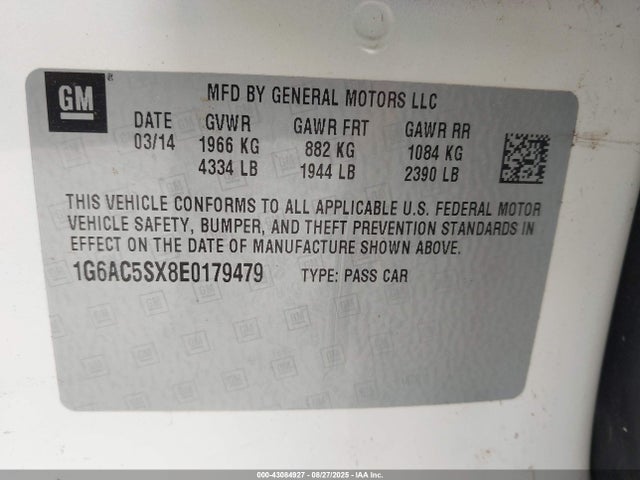 GM
MFD BY GENERAL MOTORS LLC
DATE GVWR GAWR FRT GAWR RR
03/14 1966 KG 882 KG 1084 KG
4334 LB 1944 LB 2390 LB
THIS VEHICLE CONFORMS TO ALL APPLICABLE U.S. FEDERAL MOTOR
VEHICLE SAFETY, BUMPER, AND THEFT PREVENTION STANDARDS IN
EFFECT ON THE DATE OF MANUFACTURE SHOWN ABOVE.
1G6AC5SX8E0179479 TYPE: PASS CAR
000-43084927 - 08/27/2025 - IAA Inc.